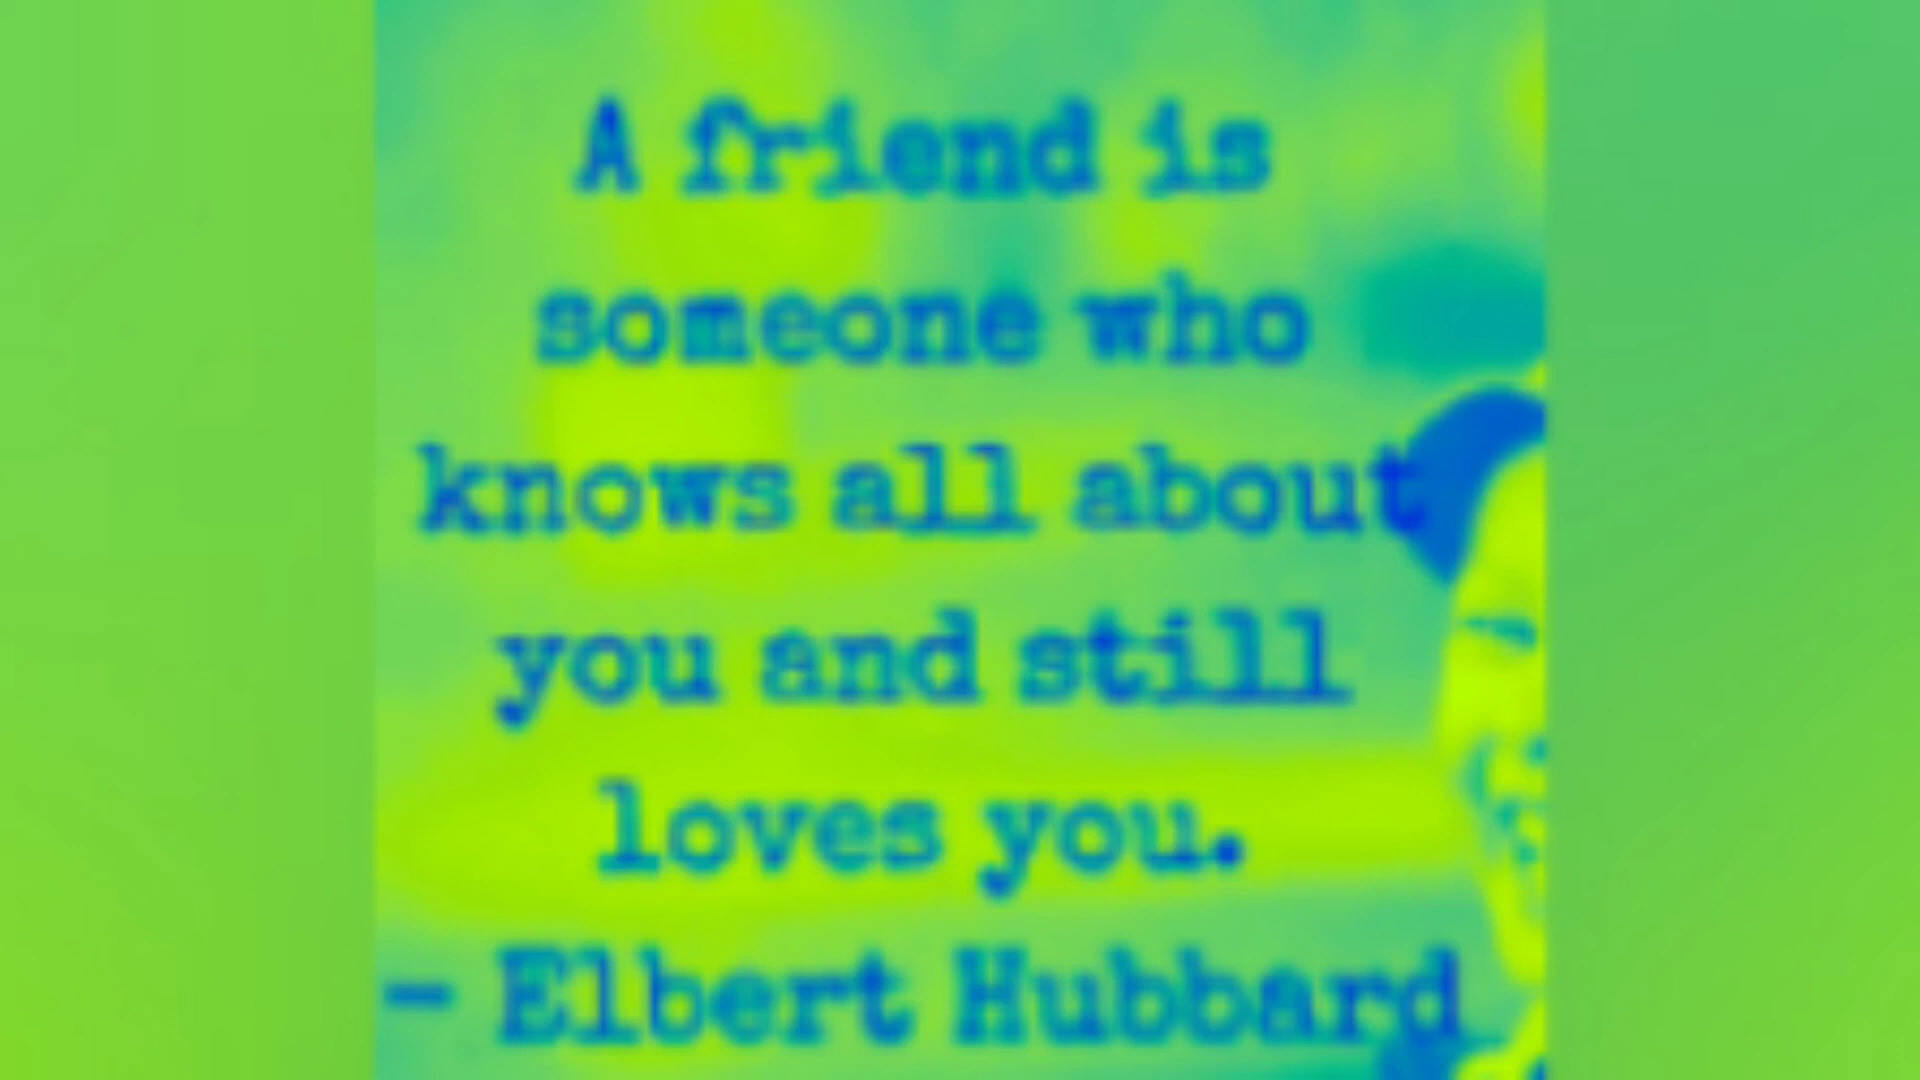 A friend is
someone who
knows all about
you and still
loves you.
- Elbert Hubbard